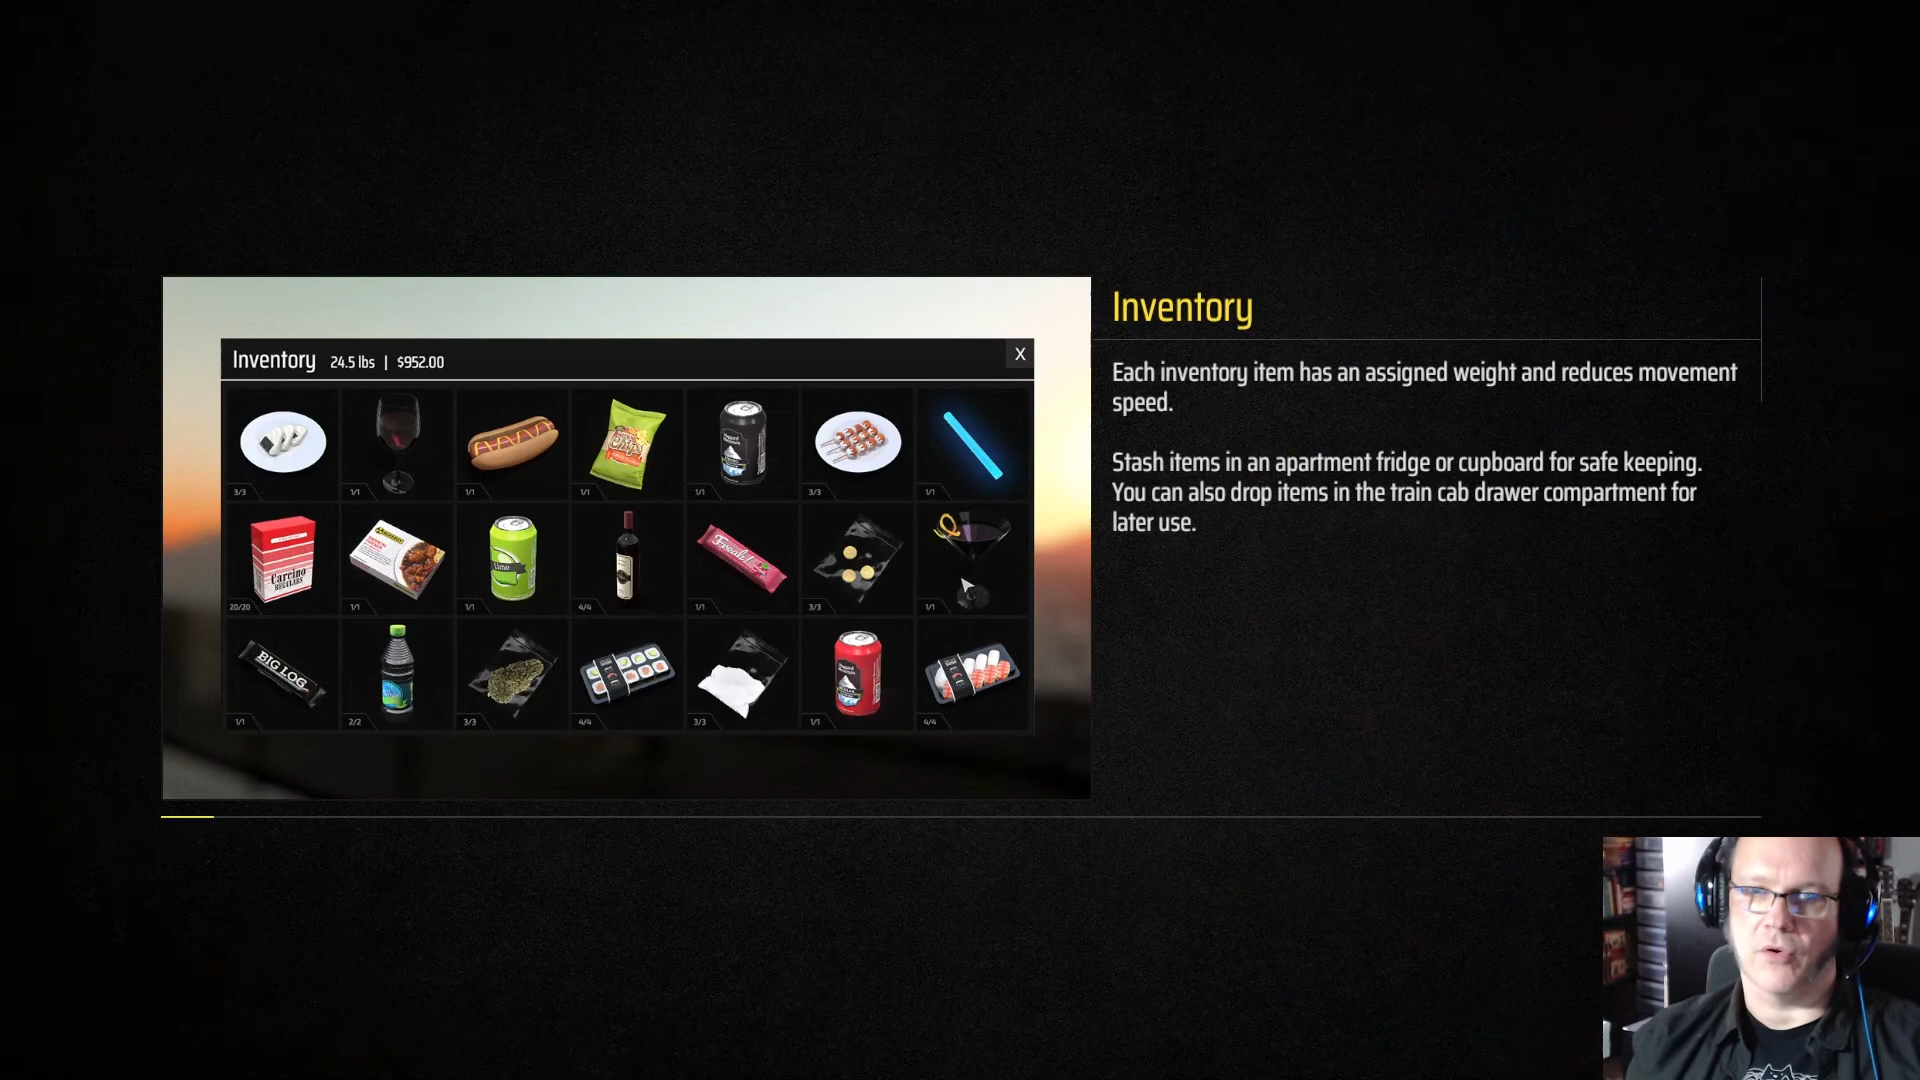 Inventory
Each inventory item has an assigned weight and reduces movement
speed.
Stash items in an apartment fridge or cupboard for safe keeping.
You can also drop items in the train cab drawer compartment for
later use.
Inventory 24.5 lbs | $952.00 X
3/3 1/1 1/1 1/1 1/1 3/3 1/1
Carcino
REGULARS
Lime
Freak!
20/20 1/1 1/1 4/4 1/1 3/3 1/1
BIG LOG
1/1 2/2 3/3 4/4 3/3 1/1 4/4